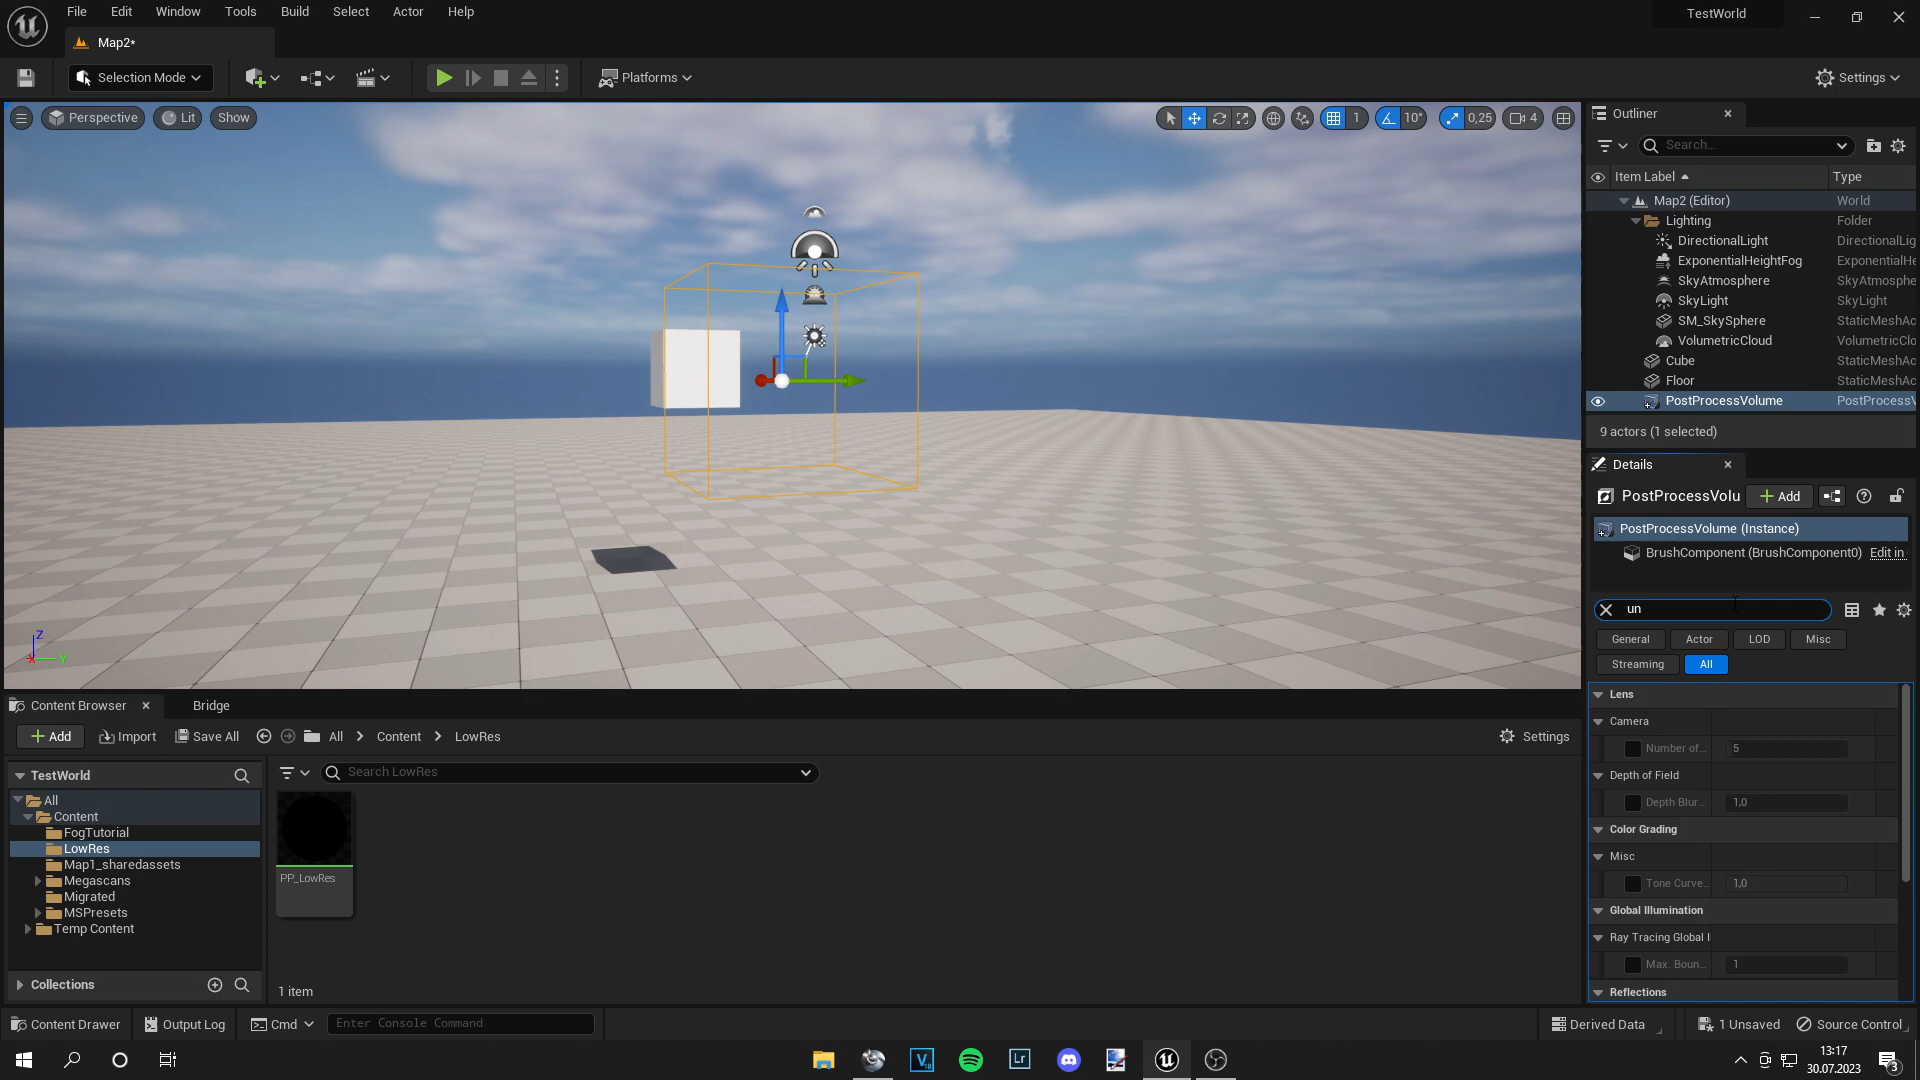 File Edit Window Tools Build Select Actor Help
TestWorld
Map2*
Selection Mode
Platforms
Settings
Perspective Lit Show
1 10° 0,25 4
Z
X Y
Outliner
Search...
Item Label Type
Map2 (Editor) World
Lighting Folder
DirectionalLight DirectionalLig
ExponentialHeightFog ExponentialHe
SkyAtmosphere SkyAtmosphe
SkyLight SkyLight
SM_SkySphere StaticMeshAc
VolumetricCloud VolumetricClo
Cube StaticMeshAc
Floor StaticMeshAc
PostProcessVolume PostProcessV
9 actors (1 selected)
Details
PostProcessVolu Add
PostProcessVolume (Instance)
BrushComponent (BrushComponent0) Edit in
un
General Actor LOD Misc
Streaming All
Lens
Camera
Number of... 5
Depth of Field
Depth Blur... 1,0
Color Grading
Misc
Tone Curve... 1,0
Global Illumination
Ray Tracing Global I
Max. Boun... 1
Reflections
Content Browser Bridge
Add Import Save All All Content LowRes Settings
TestWorld
All
Content
FogTutorial
LowRes
Map1_sharedassets
Megascans
Migrated
MSPresets
Temp Content
Collections
Search LowRes
PP_LowRes
1 item
Content Drawer Output Log Cmd Enter Console Command Derived Data 1 Unsaved Source Control
Lr
13:17
30.07.2023
3